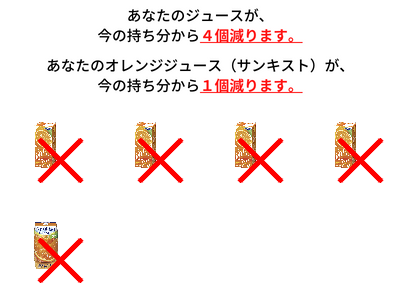 あなたのジュースが、
今の持ち分から４個減ります。
あなたのオレンジジュース（サンキスト）が、
今の持ち分から１個減ります。